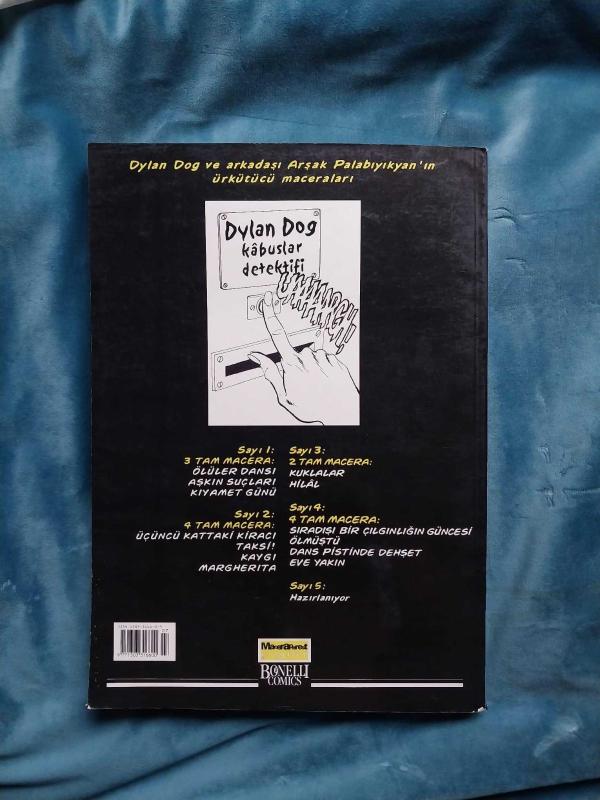 Dylan Dog ve arkadaşı Arşak Palabıyıkyan'ın
ürkütücü maceraları
Dylan Dog
kâbuslar
detektifi
Sayı 1:
3 TAM MACERA:
ÖLÜLER DANSI
AŞKIN SUÇLARI
KIYAMET GÜNÜ
Sayı 2:
4 TAM MACERA:
ÜÇÜNCÜ KATTAKİ KİRACI
TAKSİ!
KAYGI
MARGHERITA
Sayı 3:
2 TAM MACERA:
KUKLALAR
HİLÂL
Sayı 4:
4 TAM MACERA:
SIRADIŞI BİR ÇILGINLIĞIN GÜNCESİ
ÖLMÜŞTÜ
DANS PİSTİNDE DEHŞET
EVE YAKIN
Sayı 5:
Hazırlanıyor
BONELLI
COMICS